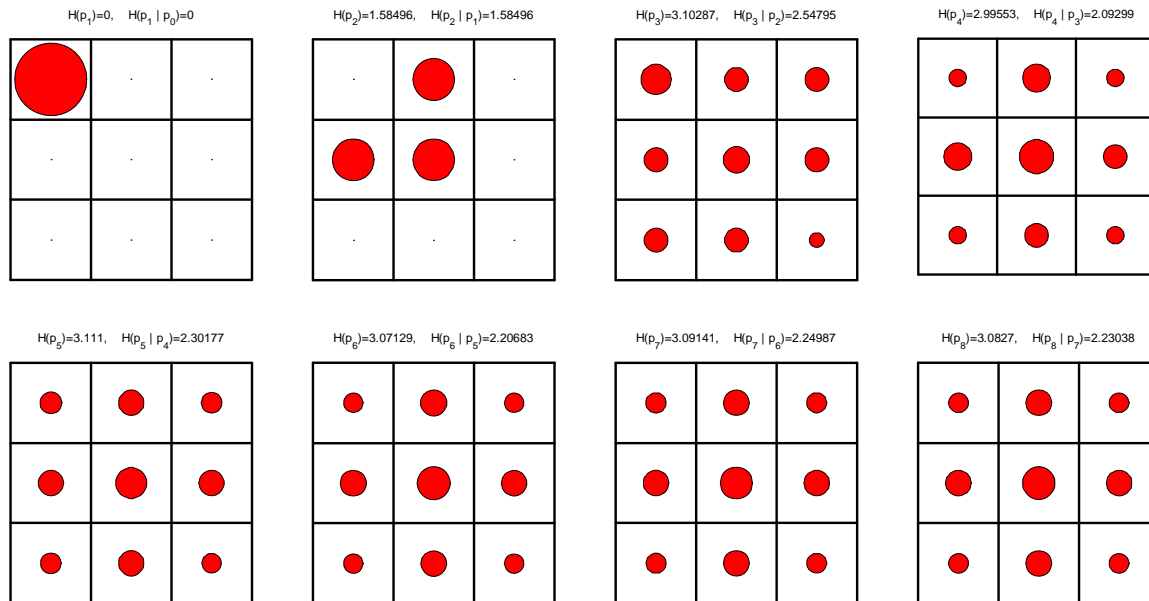 H(p1)=0, H(p1 | p0)=0
H(p2)=1.58496, H(p2 | p1)=1.58496
H(p3)=3.10287, H(p3 | p2)=2.54795
H(p4)=2.99553, H(p4 | p3)=2.09299
H(p5)=3.111, H(p5 | p4)=2.30177
H(p6)=3.07129, H(p6 | p5)=2.20683
H(p7)=3.09141, H(p7 | p6)=2.24987
H(p8)=3.0827, H(p8 | p7)=2.23038